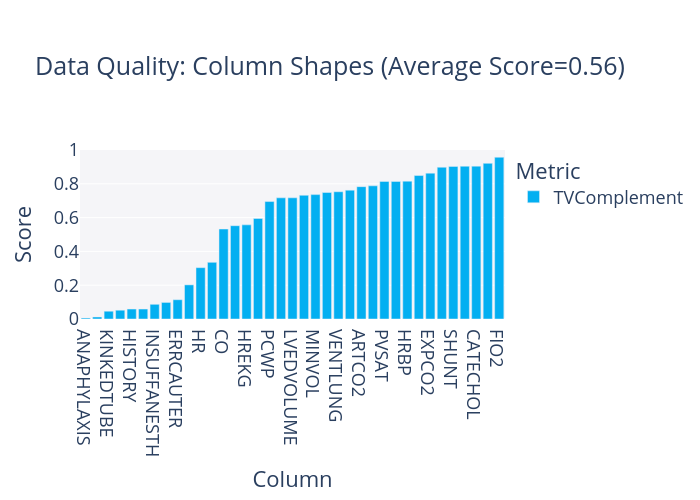 Data Quality: Column Shapes (Average Score=0.56)
Metric
TVComplement
Score
1
0.8
0.6
0.4
0.2
0
ANAPHYLAXIS
KINKEDTUBE
HISTORY
INSUFFANESTH
ERRCAUTER
HR
CO
HREKG
PCWP
LVEDVOLUME
MINVOL
VENTLUNG
ARTCO2
PVSAT
HRBP
EXPCO2
SHUNT
CATECHOL
FIO2
Column